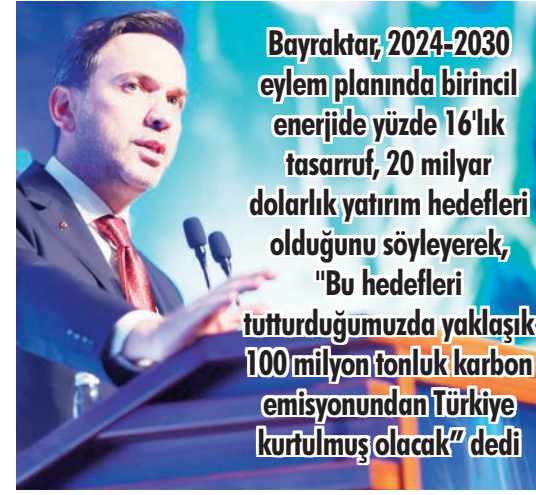 Bayraktar, 2024-2030
eylem planında birincil
enerjide yüzde 16'lık
tasarruf, 20 milyar
dolarlık yatırım hedefleri
olduğunu söyleyerek,
"Bu hedefleri
tutturduğumuzda yaklaşık
100 milyon tonluk karbon
emisyonundan Türkiye
kurtulmuş olacak” dedi